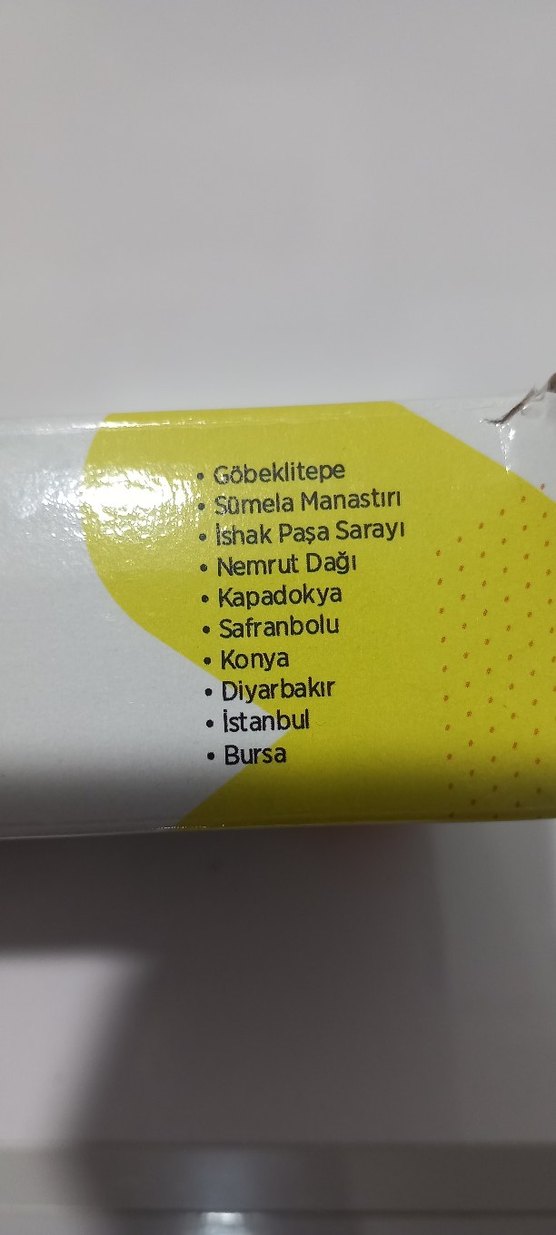 • Göbeklitepe
• Sümela Manastırı
• İshak Paşa Sarayı
• Nemrut Dağı
• Kapadokya
• Safranbolu
• Konya
• Diyarbakır
• İstanbul
• Bursa